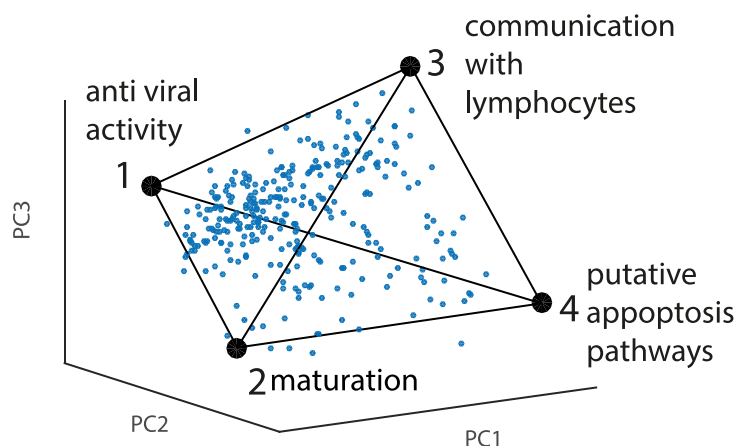 communication
3 with
lymphocytes
anti viral
activity
1
PC3
putative
4 appoptosis
pathways
2 maturation
PC2
PC1